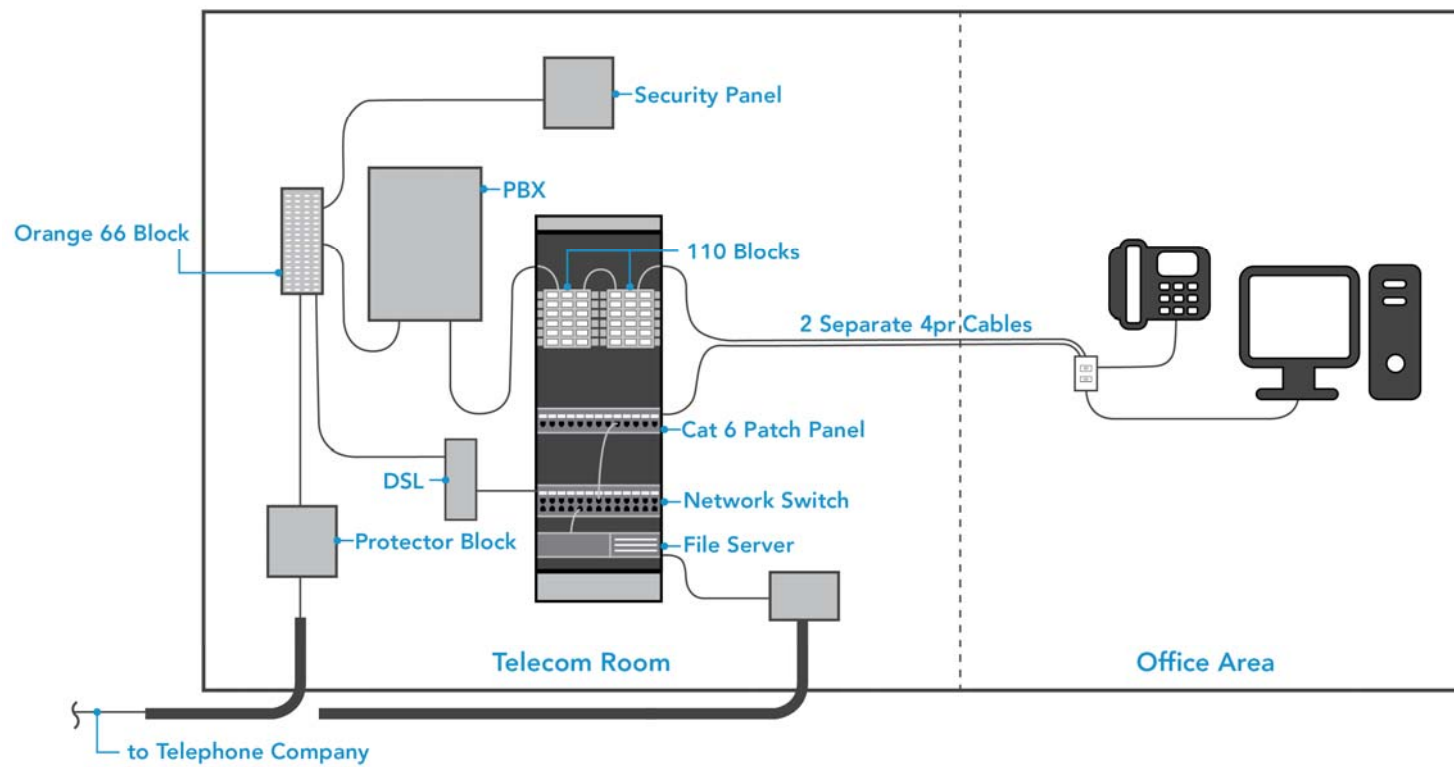 Security Panel
PBX
Orange 66 Block
110 Blocks
2 Separate 4pr Cables
Cat 6 Patch Panel
DSL
Network Switch
Protector Block
File Server
Telecom Room
Office Area
to Telephone Company